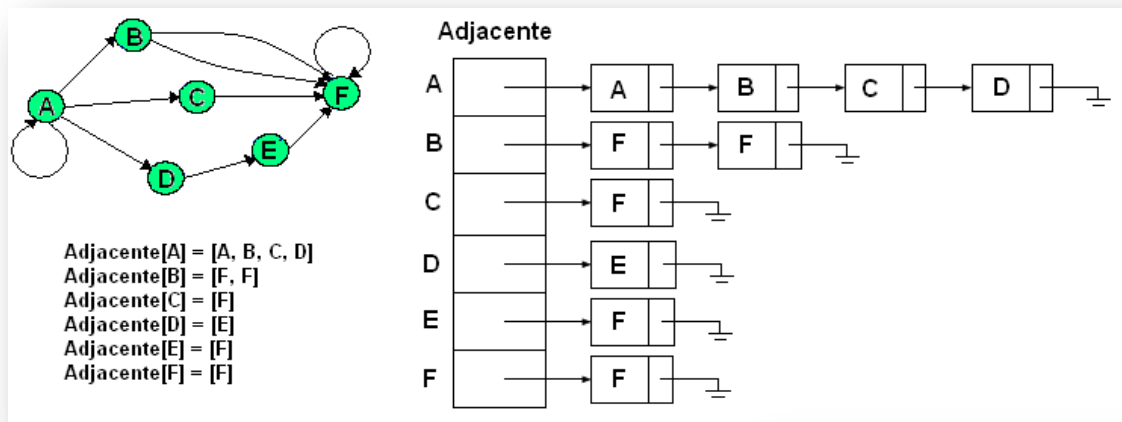 B
A
C
F
E
D
Adjacente[A] = [A, B, C, D]
Adjacente[B] = [F, F]
Adjacente[C] = [F]
Adjacente[D] = [E]
Adjacente[E] = [F]
Adjacente[F] = [F]
Adjacente
A A B C D
B F F
C F
D E
E F
F F